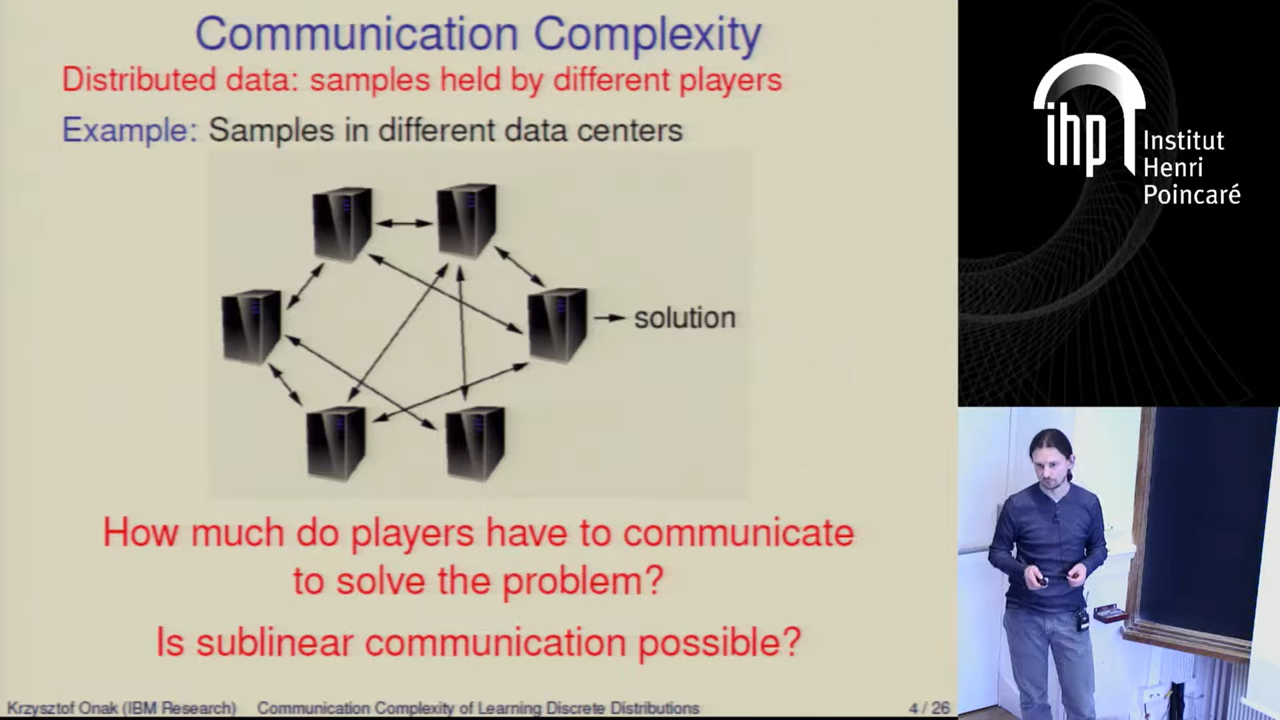 Communication Complexity
Distributed data: samples held by different players
Example: Samples in different data centers
solution
How much do players have to communicate
to solve the problem?
Is sublinear communication possible?
Krzysztof Onak (IBM Research) Communication Complexity of Learning Discrete Distributions 4 / 26
ihp
Institut
Henri
Poincaré